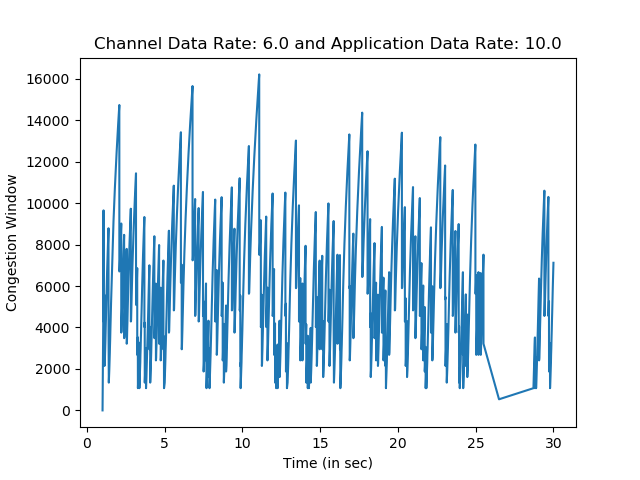 Channel Data Rate: 6.0 and Application Data Rate: 10.0
Congestion Window
16000
14000
12000
10000
8000
6000
4000
2000
0
0 5 10 15 20 25 30
Time (in sec)